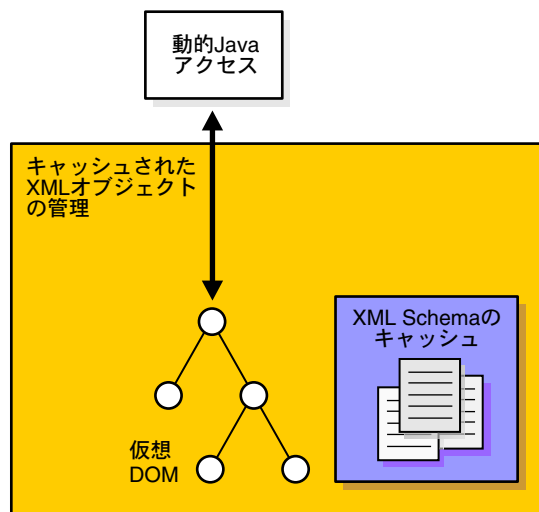 動的Java
アクセス
キャッシュされた
XMLオブジェクト
の管理
XML Schemaの
キャッシュ
仮想
DOM